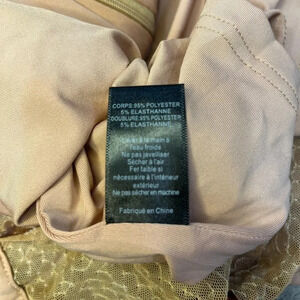 CORPS:95% POLYESTER
5% ELASTHANNE
DOUBLURE:95% POLYESTER
5% ELASTHANNE
Laver à la main à
l'eau froide
Ne pas javelliser
Sécher à l'air
Fer faible si
nécessaire à l'intérieur
extérieur
Ne pas sécher en machine
Fabriqué en Chine